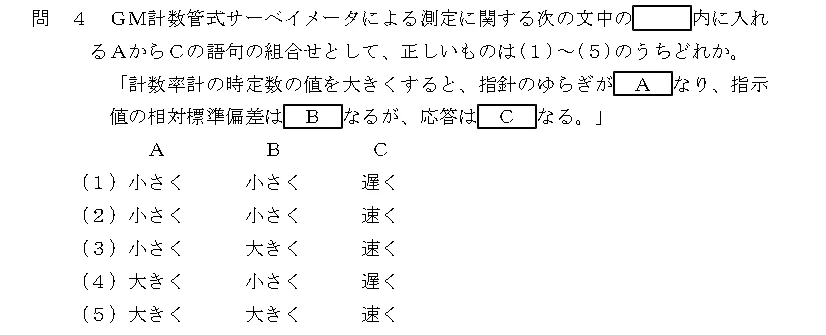 問　４　ＧＭ計数管式サーベイメータによる測定に関する次の文中の　　　内に入れ
るＡからＣの語句の組合せとして、正しいものは(１)～(５)のうちどれか。
「計数率計の時定数の値を大きくすると、指針のゆらぎが　Ａ　なり、指示
値の相対標準偏差は　Ｂ　なるが、応答は　Ｃ　なる。」
Ａ　Ｂ　Ｃ
(１)小さく　小さく　遅く
(２)小さく　小さく　速く
(３)小さく　大きく　速く
(４)大きく　小さく　遅く
(５)大きく　大きく　速く